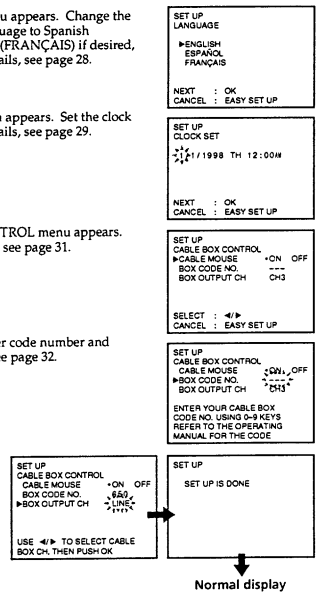 nu appears. Change the
uage to Spanish
(FRANÇAIS) if desired,
ails, see page 28.
SET UP
LANGUAGE
▶ENGLISH
ESPAÑOL
FRANÇAIS
NEXT : OK
CANCEL : EASY SET UP
appears. Set the clock
ails, see page 29.
SET UP
CLOCK SET
1/1/1998 TH 12:00AM
NEXT : OK
CANCEL : EASY SET UP
TROL menu appears.
see page 31.
SET UP
CABLE BOX CONTROL
▶CABLE MOUSE •ON OFF
BOX CODE NO. ---
BOX OUTPUT CH CH3
SELECT : ◀/▶
CANCEL : EASY SET UP
er code number and
ee page 32.
SET UP
CABLE BOX CONTROL
CABLE MOUSE •ON OFF
▶BOX CODE NO. ---
BOX OUTPUT CH CH3
ENTER YOUR CABLE BOX
CODE NO. USING 0-9 KEYS
REFER TO THE OPERATING
MANUAL FOR THE CODE
SET UP
CABLE BOX CONTROL
CABLE MOUSE •ON OFF
BOX CODE NO.
▶BOX OUTPUT CH LINE
USE ◀/▶ TO SELECT CABLE
BOX CH, THEN PUSH OK
SET UP
SET UP IS DONE
Normal display